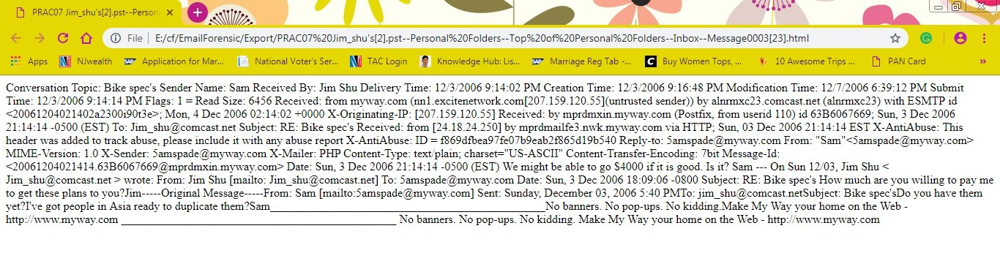 PRAC07 Jim_shu's[2].pst--Person
File | E:/cf/EmailForensic/Export/PRAC07%20Jim_shu's[2].pst--Personal%20Folders--Top%20of%20Personal%20Folders--Inbox--Message0003[23].html
Apps NJwealth Application for Mar... National Voter's Ser... TAC Login Knowledge Hub: Lis... Marriage Reg Tab -... Buy Women Tops, ... 10 Awesome Trips ... PAN Card »
Conversation Topic: Bike spec's Sender Name: Sam Received By: Jim Shu Delivery Time: 12/3/2006 9:14:02 PM Creation Time: 12/3/2006 9:16:48 PM Modification Time: 12/7/2006 6:39:12 PM Submit
Time: 12/3/2006 9:14:14 PM Flags: 1 = Read Size: 6456 Received: from myway.com (nn1.excitenetwork.com[207.159.120.55](untrusted sender)) by alnrmxc23.comcast.net (alnrmxc23) with ESMTP id
<20061204021402a2300i90t3e>; Mon, 4 Dec 2006 02:14:02 +0000 X-Originating-IP: [207.159.120.55] Received: by mprdmxin.myway.com (Postfix, from userid 110) id 63B6067669; Sun, 3 Dec 2006
21:14:14 -0500 (EST) To: Jim_shu@comcast.net Subject: RE: Bike spec's Received: from [24.18.24.250] by mprdmailfe3.nwk.myway.com via HTTP; Sun, 03 Dec 2006 21:14:14 EST X-AntiAbuse: This
header was added to track abuse, please include it with any abuse report X-AntiAbuse: ID = f869dfbea97fe07b9eab2f865d19b540 Reply-to: 5amspade@myway.com From: "Sam"<5amspade@myway.com>
MIME-Version: 1.0 X-Sender: 5amspade@myway.com X-Mailer: PHP Content-Type: text/plain; charset="US-ASCII" Content-Transfer-Encoding: 7bit Message-Id:
<20061204021414.63B6067669@mprdmxin.myway.com> Date: Sun, 3 Dec 2006 21:14:14 -0500 (EST) We might be able to go $4000 if it is good. Is it? Sam --- On Sun 12/03, Jim Shu <
Jim_shu@comcast.net > wrote: From: Jim Shu [mailto: Jim_shu@comcast.net] To: 5amspade@myway.com Date: Sun, 3 Dec 2006 18:09:06 -0800 Subject: RE: Bike spec's How much are you willing to pay me
to get these plans to you?Jim-----Original Message-----From: Sam [mailto:5amspade@myway.com] Sent: Sunday, December 03, 2006 5:40 PMTo: jim_shu@comcast.netSubject: Bike spec'sDo you have them
yet?I've got people in Asia ready to duplicate them?Sam_______________________________________________No banners. No pop-ups. No kidding.Make My Way your home on the Web -
http://www.myway.com _______________________________________________ No banners. No pop-ups. No kidding. Make My Way your home on the Web - http://www.myway.com